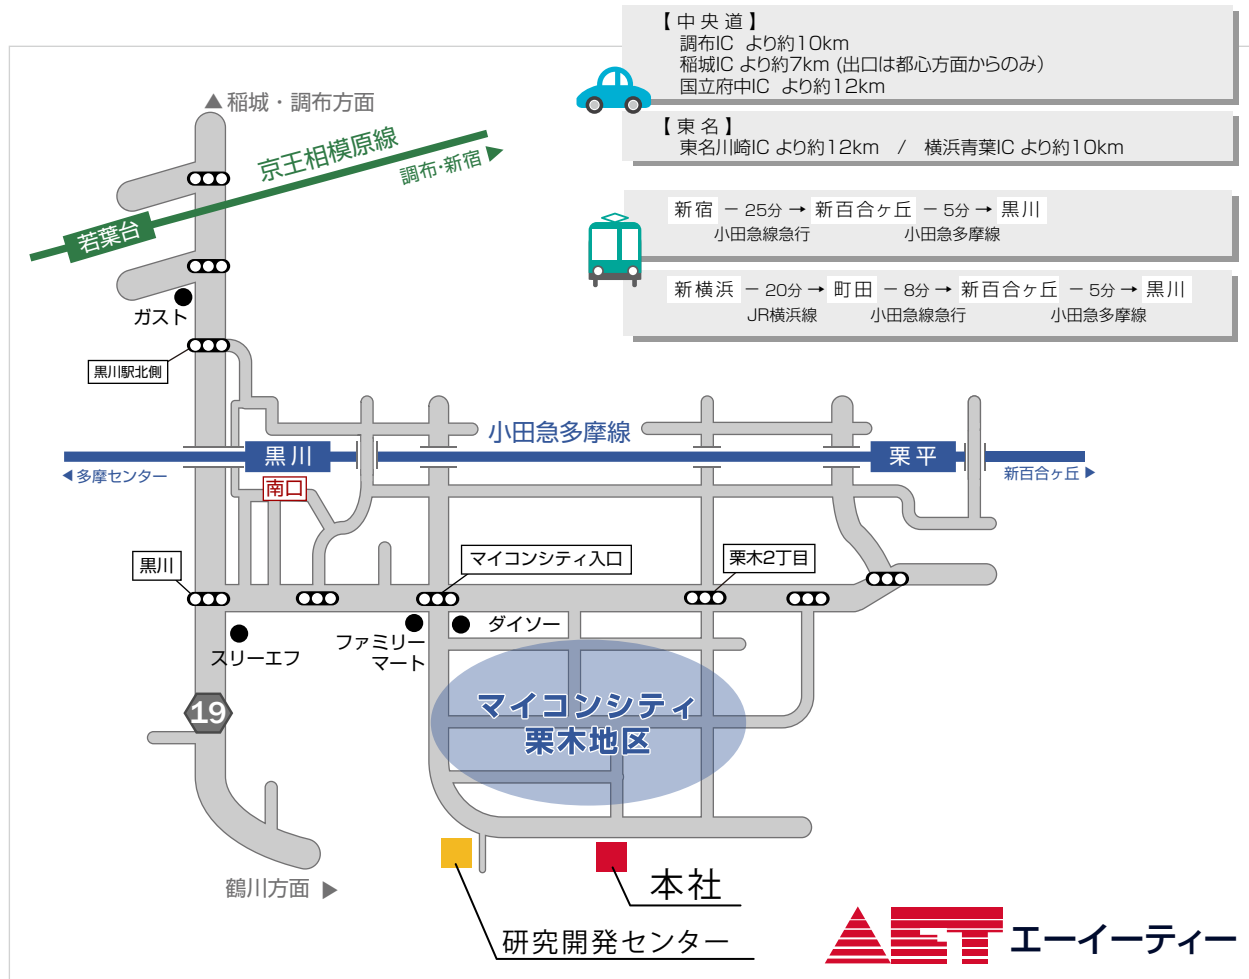 【 中 央 道 】
調布IC より約10km
稲城IC より約7km (出口は都心方面からのみ)
国立府中IC より約12km
【 東 名 】
東名川崎IC より約12km / 横浜青葉IC より約10km
新宿 − 25分 → 新百合ヶ丘 − 5分 → 黒川
小田急線急行 小田急多摩線
新横浜 − 20分 → 町田 − 8分 → 新百合ヶ丘 − 5分 → 黒川
JR横浜線 小田急線急行 小田急多摩線
▲ 稲城・調布方面
京王相模原線
調布・新宿 ▶
若葉台
ガスト
黒川駅北側
小田急多摩線
黒川
栗平
◀ 多摩センター
新百合ヶ丘 ▶
南口
黒川
マイコンシティ入口
栗木2丁目
スリーエフ
ファミリー
マート
ダイソー
19
マイコンシティ
栗木地区
鶴川方面 ▶
本社
研究開発センター
AET エーイーティー